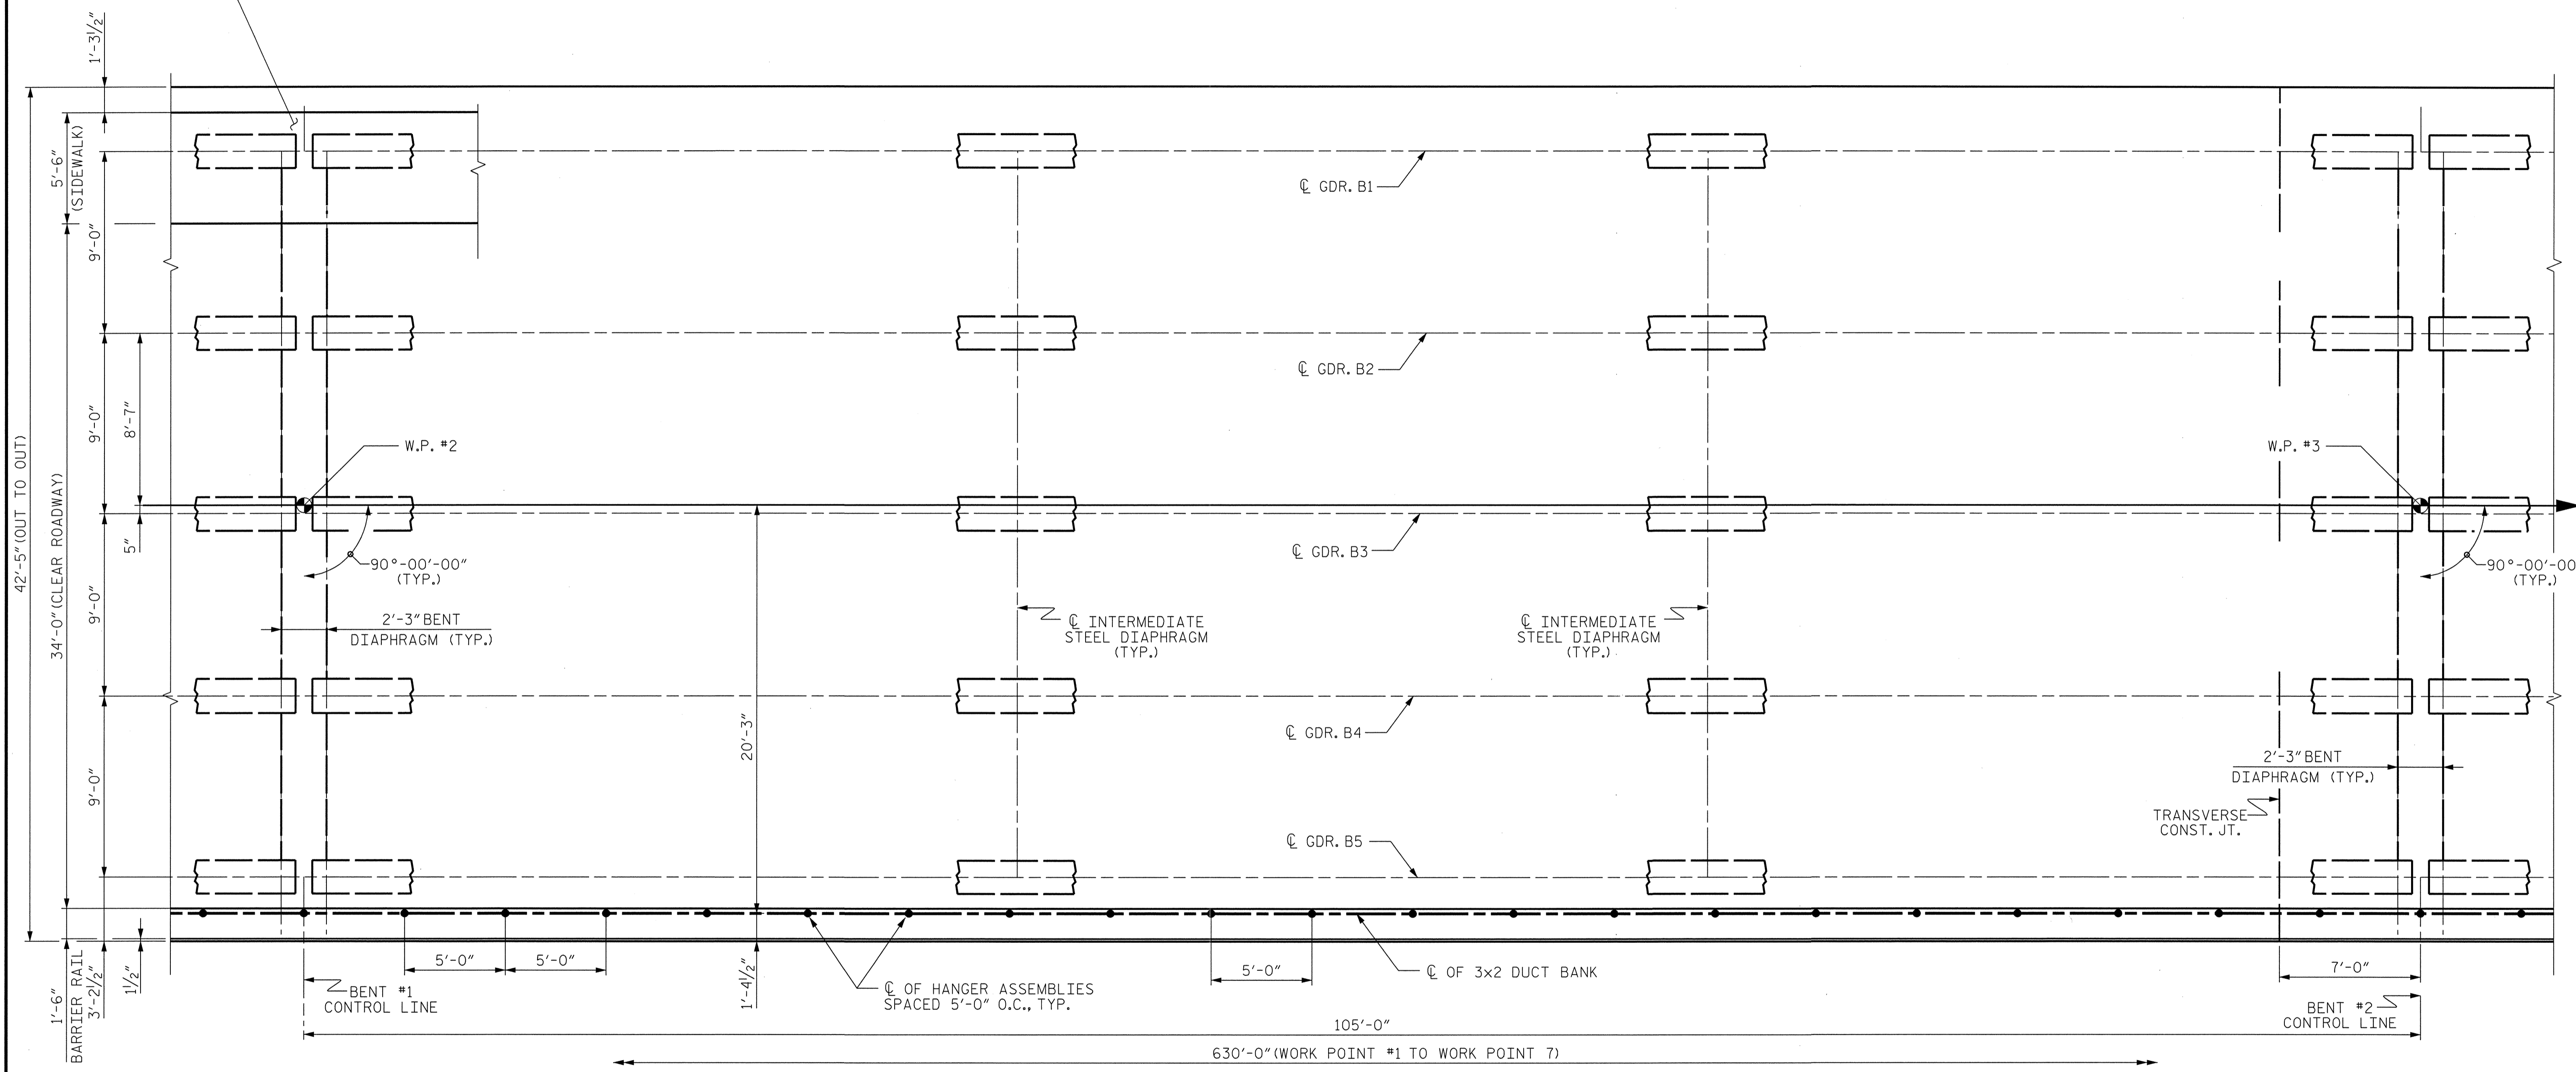 1'-3 1/2"
42'-5" (OUT TO OUT)
5'-6"
(SIDEWALK)
34'-0" (CLEAR ROADWAY)
1'-6"
BARRIER RAIL
9'-0"
9'-0"
9'-0"
9'-0"
3'-2 1/2"
8'-7"
5"
1 1/2"
℄ GDR. B1
℄ GDR. B2
W.P. #2
W.P. #3
℄ GDR. B3
90°-00'-00"
(TYP.)
90°-00'-00
(TYP.)
2'-3" BENT
DIAPHRAGM (TYP.)
℄ INTERMEDIATE
STEEL DIAPHRAGM
(TYP.)
℄ INTERMEDIATE
STEEL DIAPHRAGM
(TYP.)
20'-3"
℄ GDR. B4
2'-3" BENT
DIAPHRAGM (TYP.)
TRANSVERSE
CONST. JT.
℄ GDR. B5
5'-0"
5'-0"
1'-4 1/2"
5'-0"
℄ OF 3x2 DUCT BANK
7'-0"
BENT #1
CONTROL LINE
℄ OF HANGER ASSEMBLIES
SPACED 5'-0" O.C., TYP.
BENT #2
CONTROL LINE
105'-0"
630'-0" (WORK POINT #1 TO WORK POINT 7)